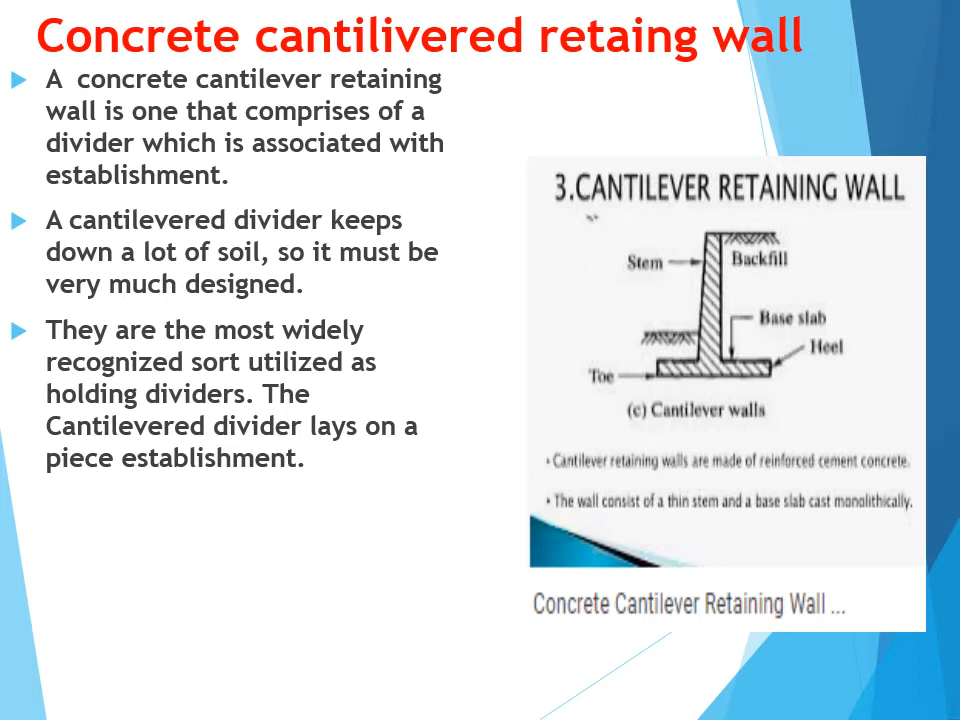 Concrete cantilivered retaing wall
A concrete cantilever retaining
wall is one that comprises of a
divider which is associated with
establishment.
A cantilevered divider keeps
down a lot of soil, so it must be
very much designed.
They are the most widely
recognized sort utilized as
holding dividers. The
Cantilevered divider lays on a
piece establishment.
3.CANTILEVER RETAINING WALL
Stem
Backfill
Base slab
Heel
Toe
(c) Cantilever walls
• Cantilever retaining walls are made of reinforced cement concrete.
• The wall consist of a thin stem and a base slab cast monolithically.
Concrete Cantilever Retaining Wall ...